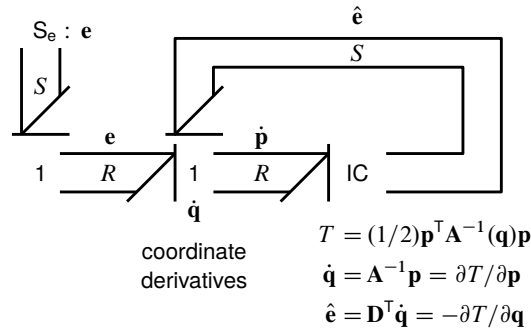 ê
Sₑ : e
S
S
e
ṗ
1
R
1
R
IC
q̇
coordinate
derivatives
T = (1/2)pᵀA⁻¹(q)p
q̇ = A⁻¹p = ∂T/∂p
ê = Dᵀq̇ = −∂T/∂q